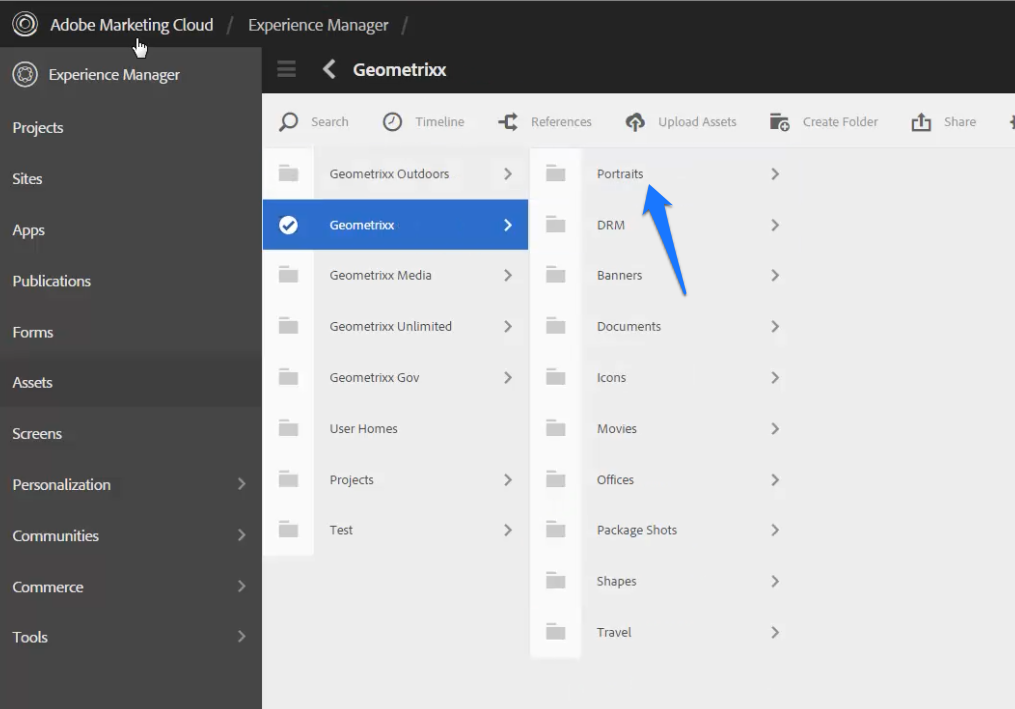 Adobe Marketing Cloud / Experience Manager /
Experience Manager
Geometrixx
Projects
Sites
Apps
Publications
Forms
Assets
Screens
Personalization
Communities
Commerce
Tools
Search Timeline References Upload Assets Create Folder Share
Geometrixx Outdoors
Geometrixx
Geometrixx Media
Geometrixx Unlimited
Geometrixx Gov
User Homes
Projects
Test
Portraits
DRM
Banners
Documents
Icons
Movies
Offices
Package Shots
Shapes
Travel